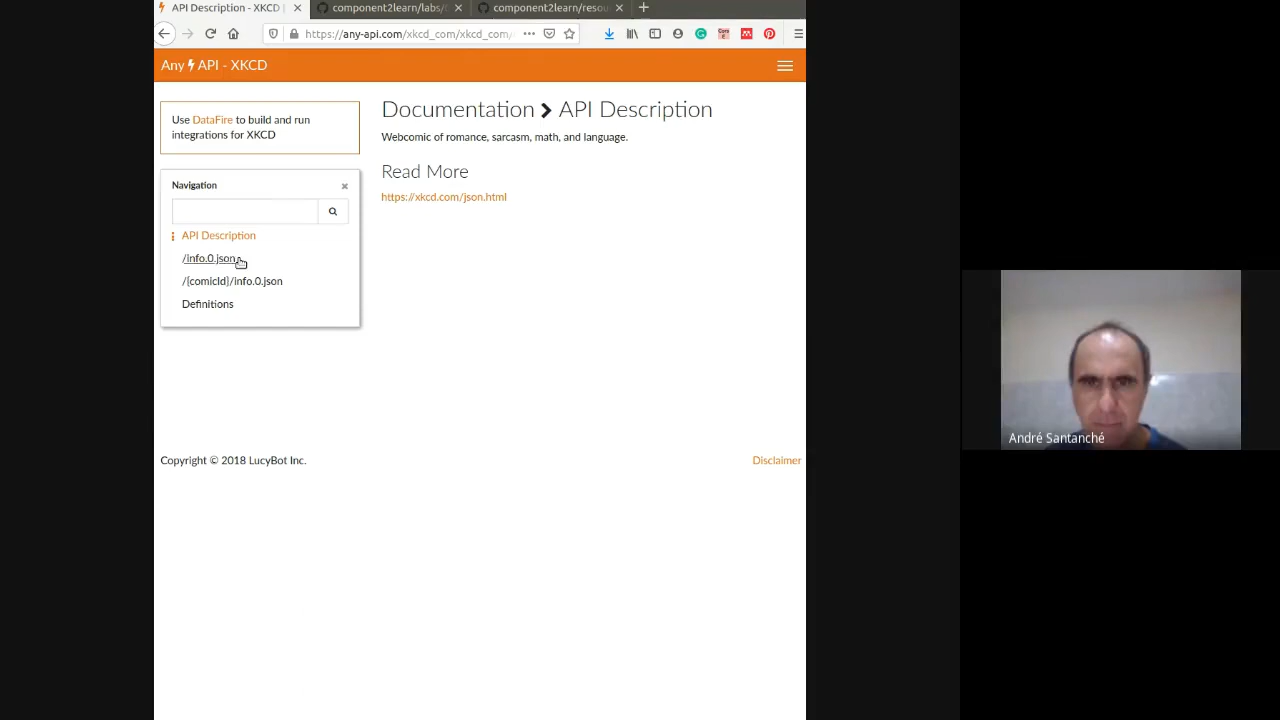 API Description - XKCD |
component2learn/labs/
component2learn/resou
https://any-api.com/xkcd_com/xkcd_com/
Any API - XKCD
Use DataFire to build and run
integrations for XKCD
Navigation
API Description
/info.0.json
/{comicId}/info.0.json
Definitions
Documentation > API Description
Webcomic of romance, sarcasm, math, and language.
Read More
https://xkcd.com/json.html
Copyright © 2018 LucyBot Inc.
Disclaimer
André Santanché